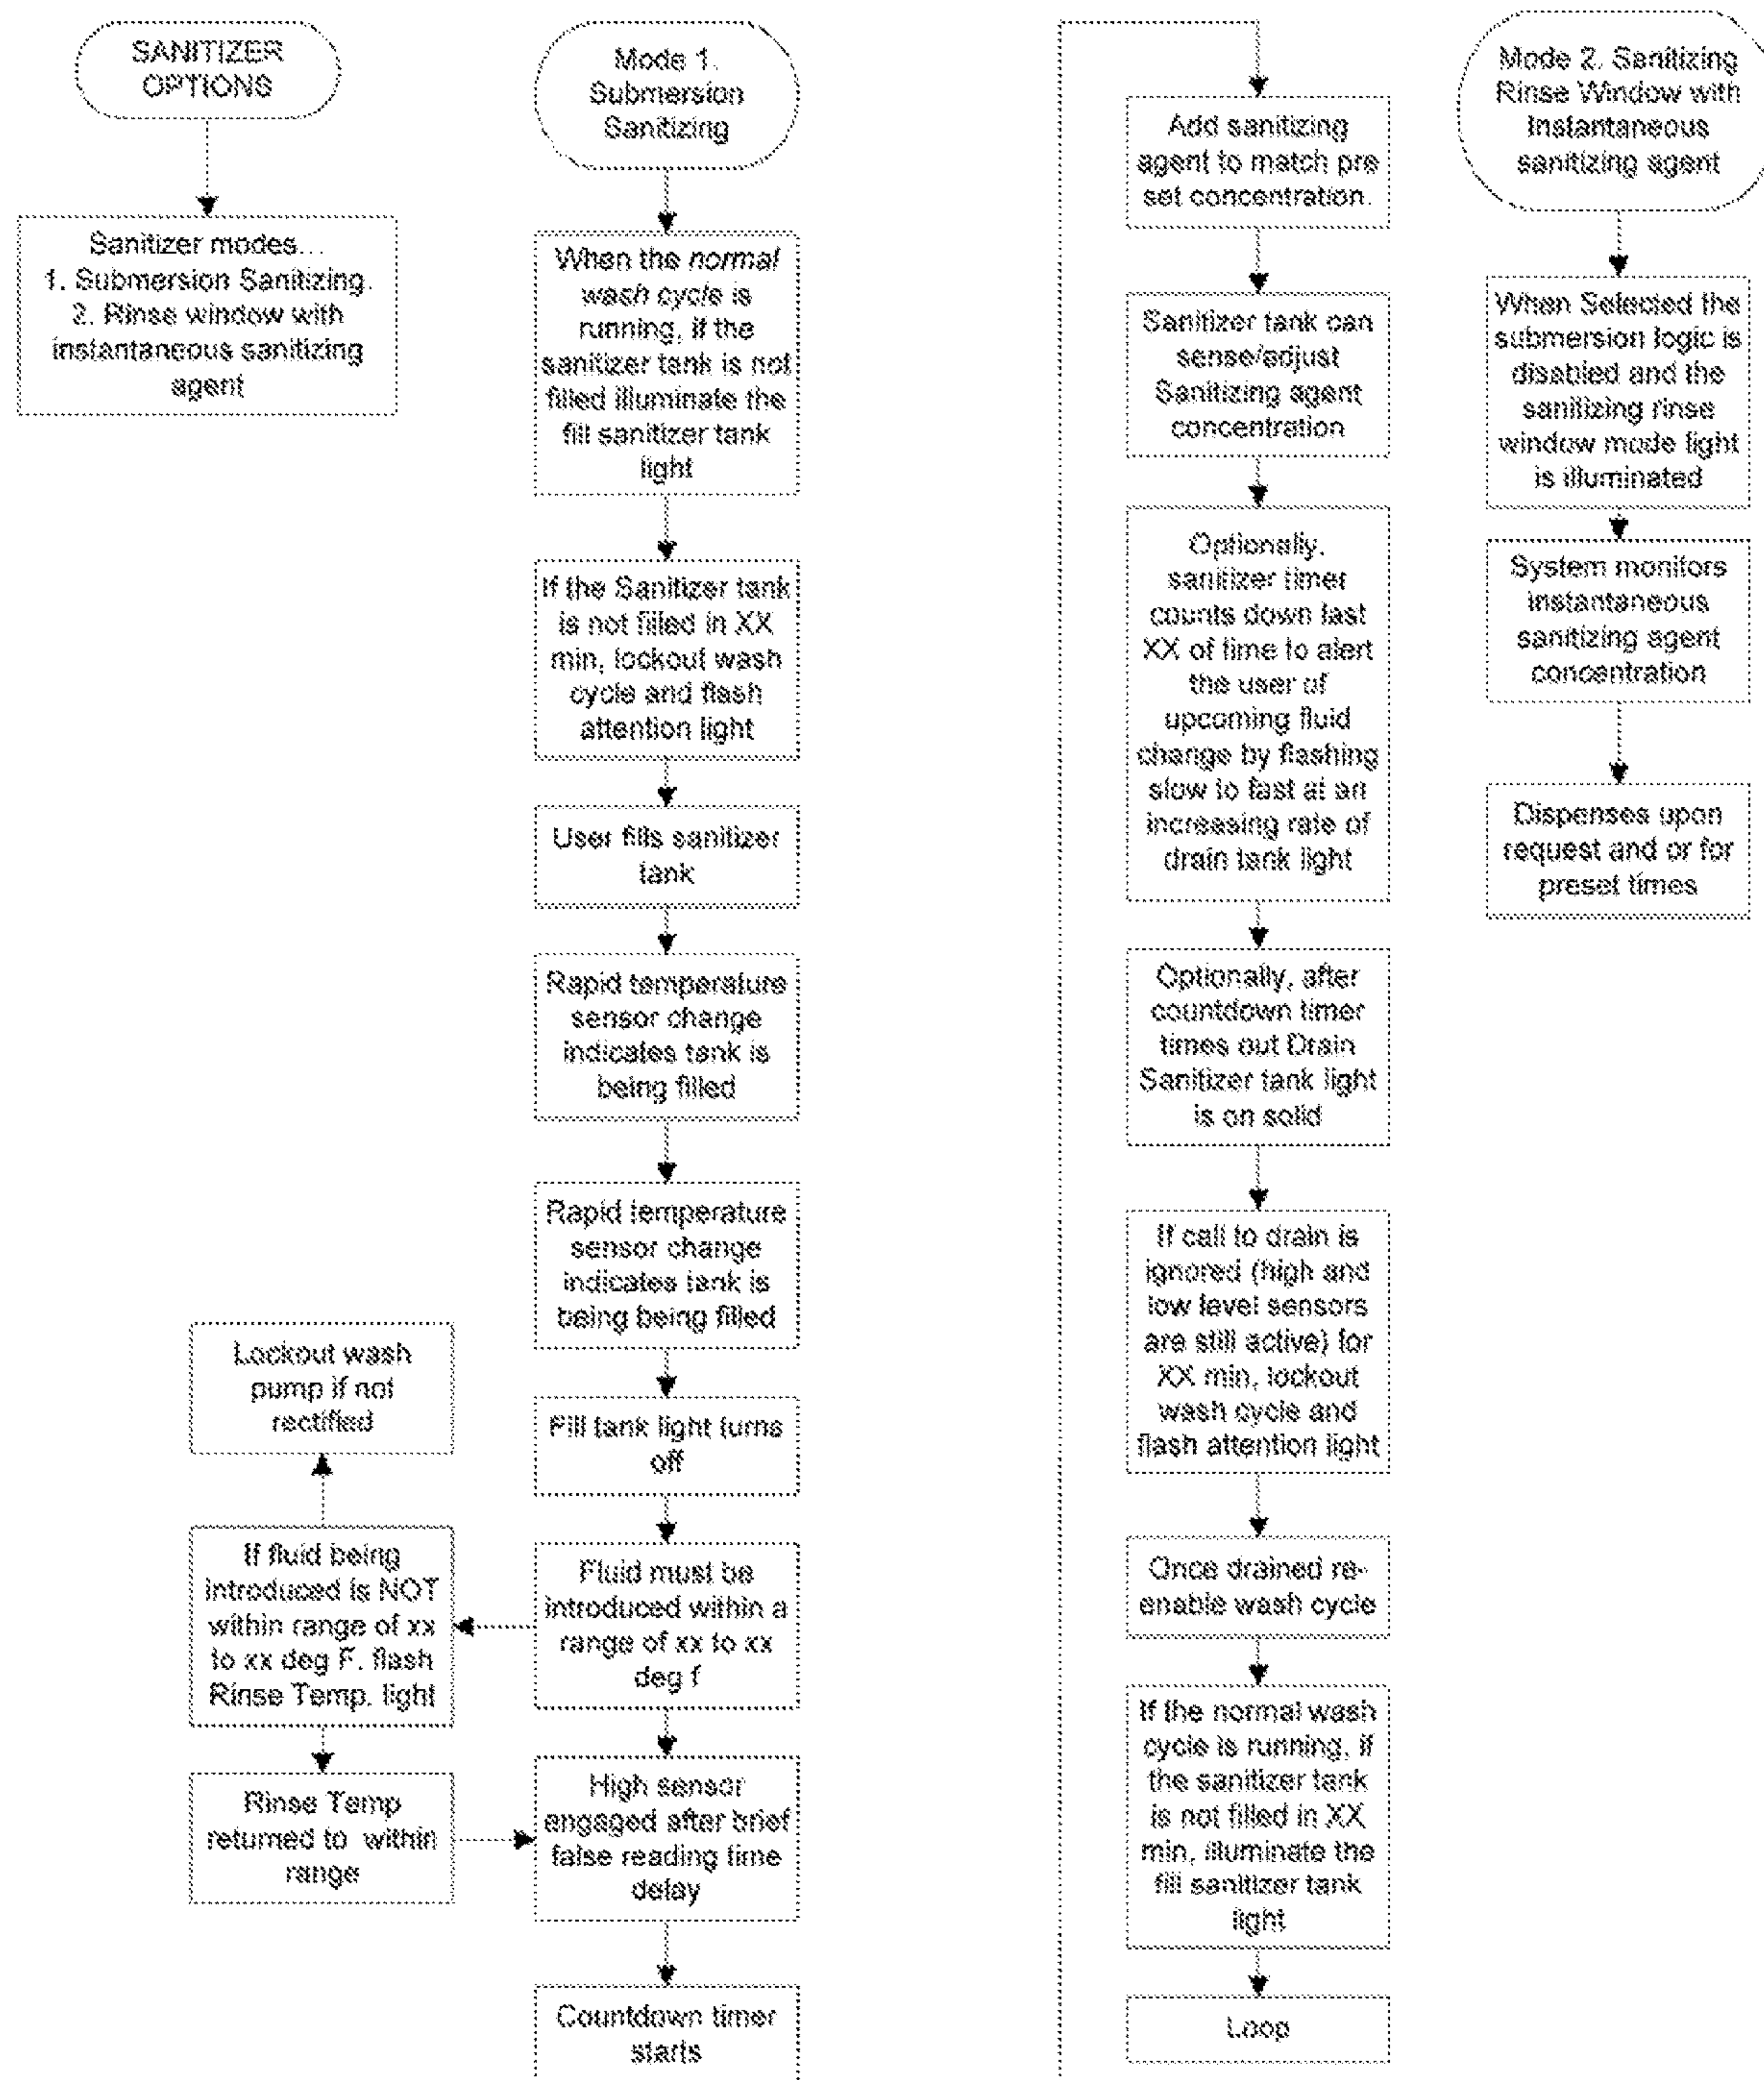 SANITIZER
OPTIONS
Sanitizer modes...
1. Submersion Sanitizing.
2. Rinse window with
instantaneous sanitizing
agent
Mode 1.
Submersion
Sanitizing
When the normal
wash cycle is
running, if the
sanitizer tank is not
filled illuminate the
fill sanitizer tank
light
If the Sanitizer tank
is not filled in XX
min, lockout wash
cycle and flash
attention light
User fills sanitizer
tank
Rapid temperature
sensor change
indicates tank is
being filled
Rapid temperature
sensor change
indicates tank is
being being filled
Fill tank light turns
off
Fluid must be
introduced within a
range of xx to xx
deg f
Lockout wash
pump if not
rectified
If fluid being
introduced is NOT
within range of xx
to xx deg F. flash
Rinse Temp. light
Rinse Temp
returned to within
range
High sensor
engaged after brief
false reading time
delay
Countdown timer
starts
Add sanitizing
agent to match pre
set concentration.
Sanitizer tank can
sense/adjust
Sanitizing agent
concentration
Optionally,
sanitizer timer
counts down last
XX of time to alert
the user of
upcoming fluid
change by flashing
slow to fast at an
increasing rate of
drain tank light
Optionally, after
countdown timer
times out Drain
Sanitizer tank light
is on solid
If call to drain is
ignored (high and
low level sensors
are still active) for
XX min, lockout
wash cycle and
flash attention light
Once drained re-
enable wash cycle
If the normal wash
cycle is running, if
the sanitizer tank
is not filled in XX
min, illuminate the
fill sanitizer tank
light
Loop
Mode 2. Sanitizing
Rinse Window with
Instantaneous
sanitizing agent
When Selected the
submersion logic is
disabled and the
sanitizing rinse
window mode light
is illuminated
System monitors
instantaneous
sanitizing agent
concentration
Dispenses upon
request and or for
preset times